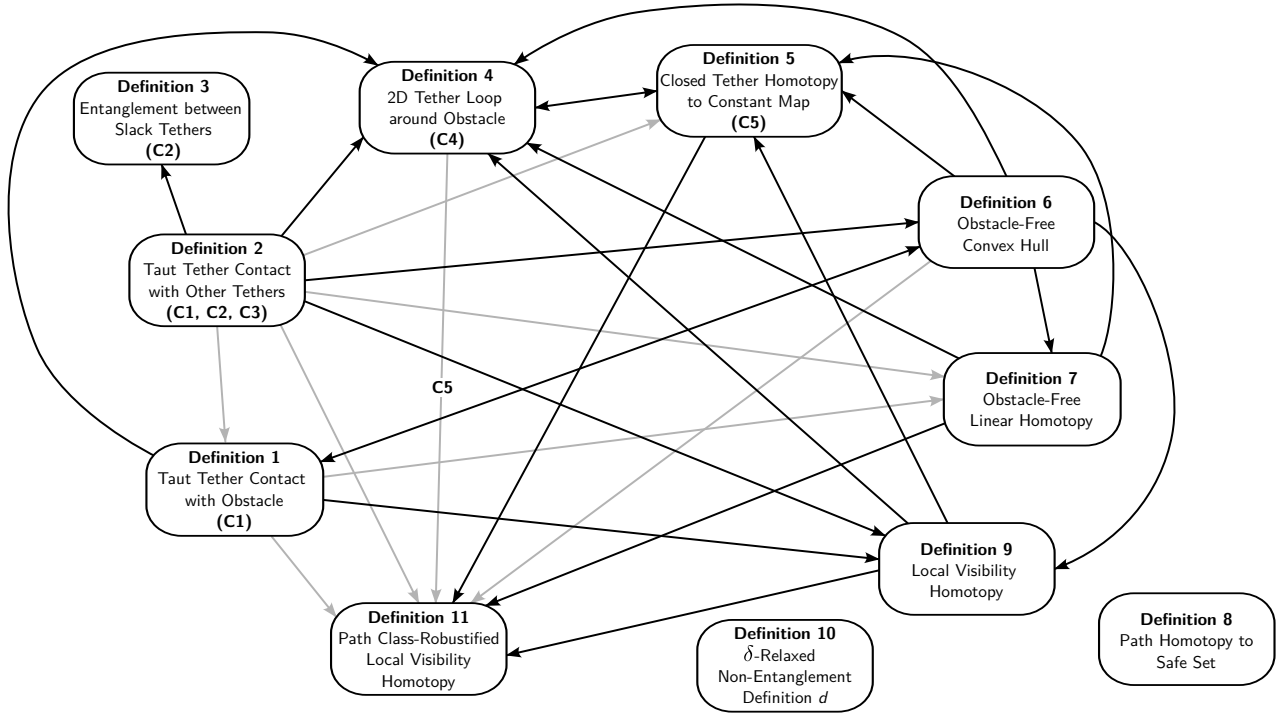 Definition 3
Entanglement between
Slack Tethers
(C2)
Definition 4
2D Tether Loop
around Obstacle
(C4)
Definition 5
Closed Tether Homotopy
to Constant Map
(C5)
Definition 6
Obstacle-Free
Convex Hull
Definition 2
Taut Tether Contact
with Other Tethers
(C1, C2, C3)
C5
Definition 7
Obstacle-Free
Linear Homotopy
Definition 1
Taut Tether Contact
with Obstacle
(C1)
Definition 9
Local Visibility
Homotopy
Definition 11
Path Class-Robustified
Local Visibility
Homotopy
Definition 10
δ-Relaxed
Non-Entanglement
Definition d
Definition 8
Path Homotopy to
Safe Set